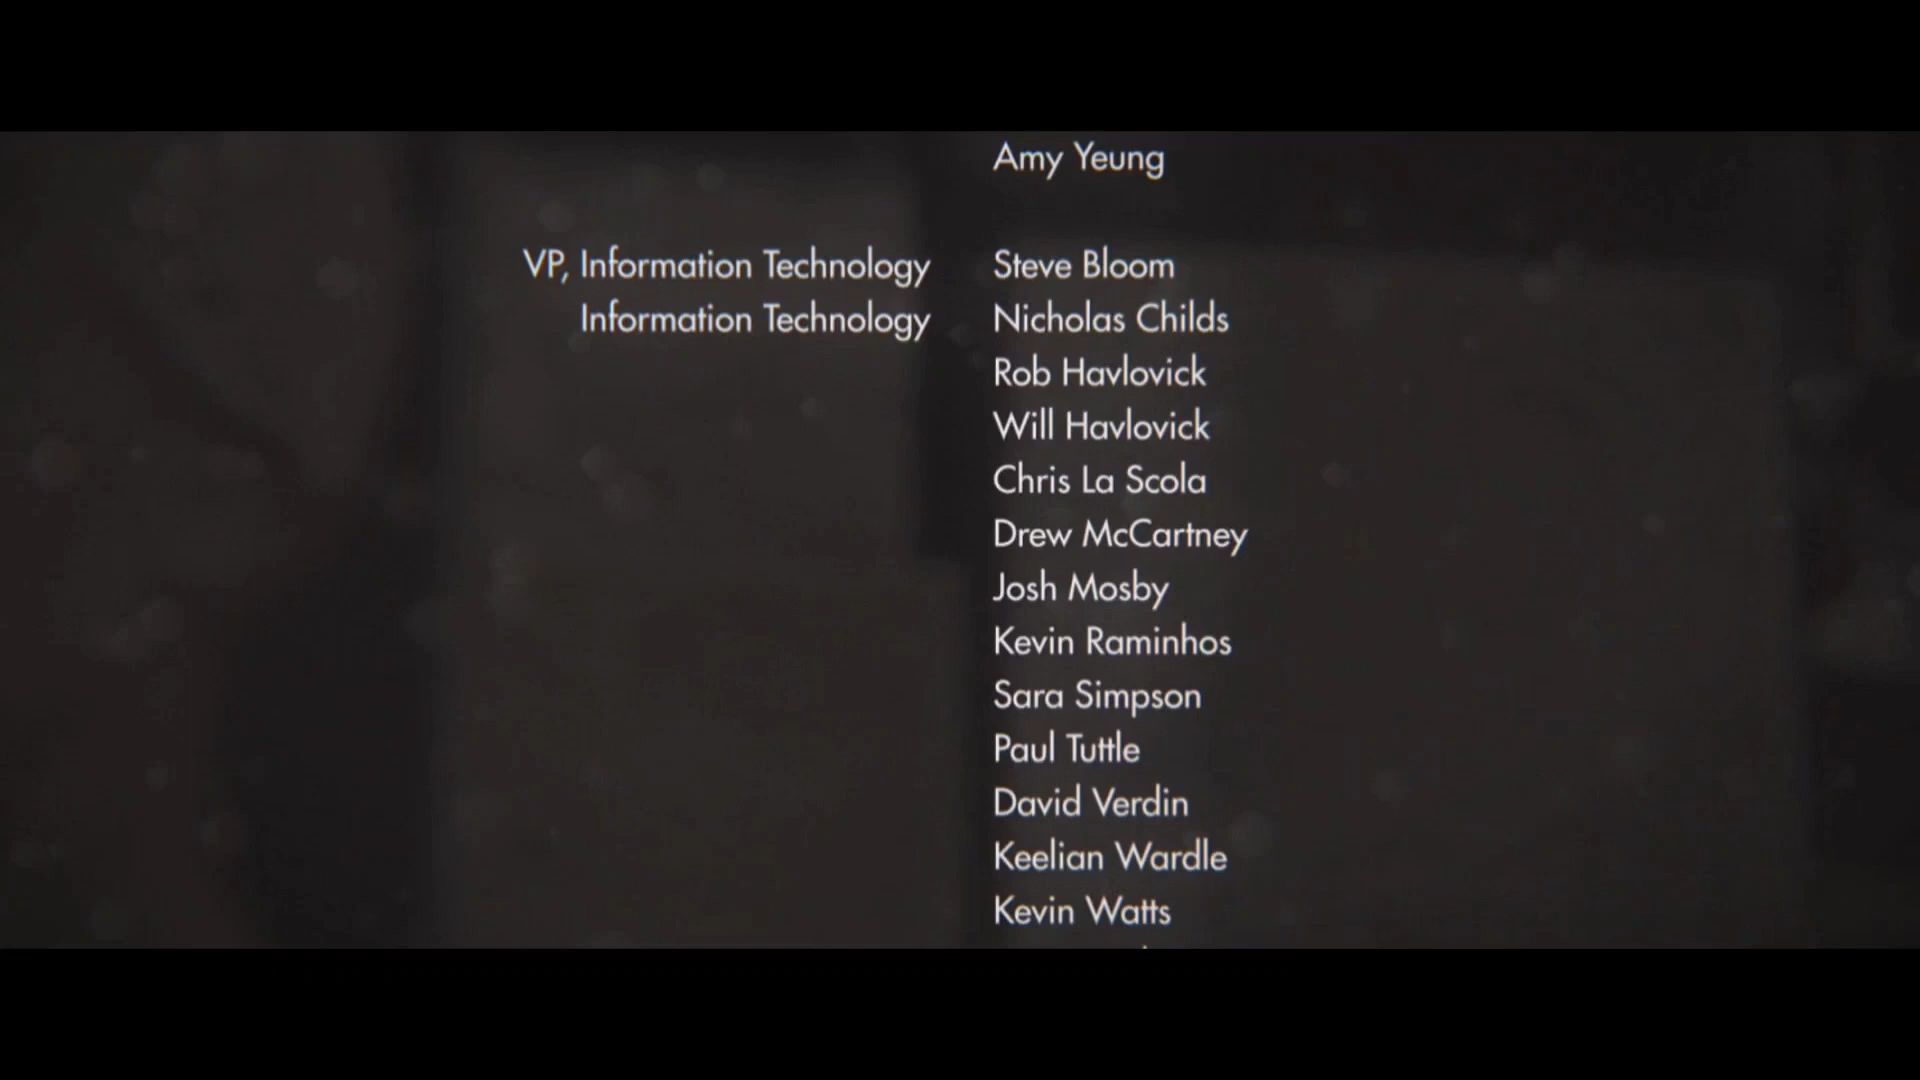 Amy Yeung
VP, Information Technology Steve Bloom
Information Technology Nicholas Childs
Rob Havlovick
Will Havlovick
Chris La Scola
Drew McCartney
Josh Mosby
Kevin Raminhos
Sara Simpson
Paul Tuttle
David Verdin
Keelian Wardle
Kevin Watts